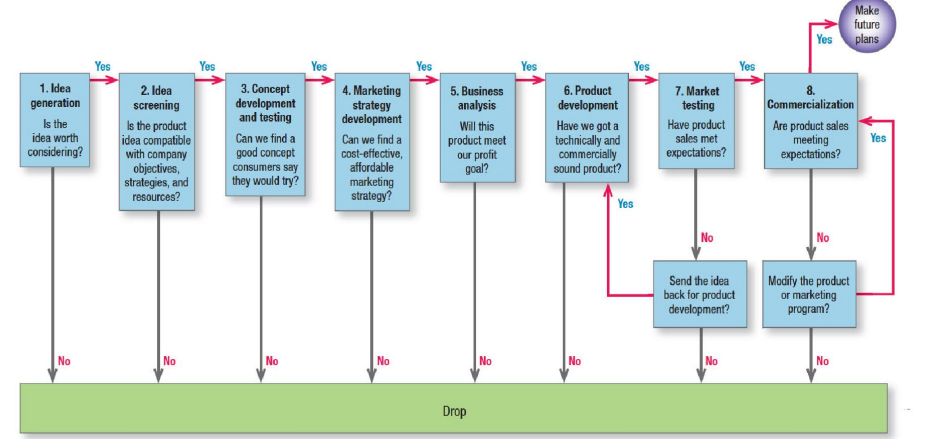 Make
future
plans
Yes
Yes
Yes
Yes
Yes
Yes
Yes
Yes
1. Idea
generation
Is the
idea worth
considering?
2. Idea
screening
Is the product
idea compatible
with company
objectives,
strategies, and
resources?
3. Concept
development
and testing
Can we find a
good concept
consumers say
they would try?
4. Marketing
strategy
development
Can we find a
cost-effective,
affordable
marketing
strategy?
5. Business
analysis
Will this
product meet
our profit
goal?
6. Product
development
Have we got a
technically and
commercially
sound product?
7. Market
testing
Have product
sales met
expectations?
8.
Commercialization
Are product sales
meeting
expectations?
Yes
Yes
No
No
Send the idea
back for product
development?
Modify the product
or marketing
program?
No
No
No
No
No
No
No
No
Drop